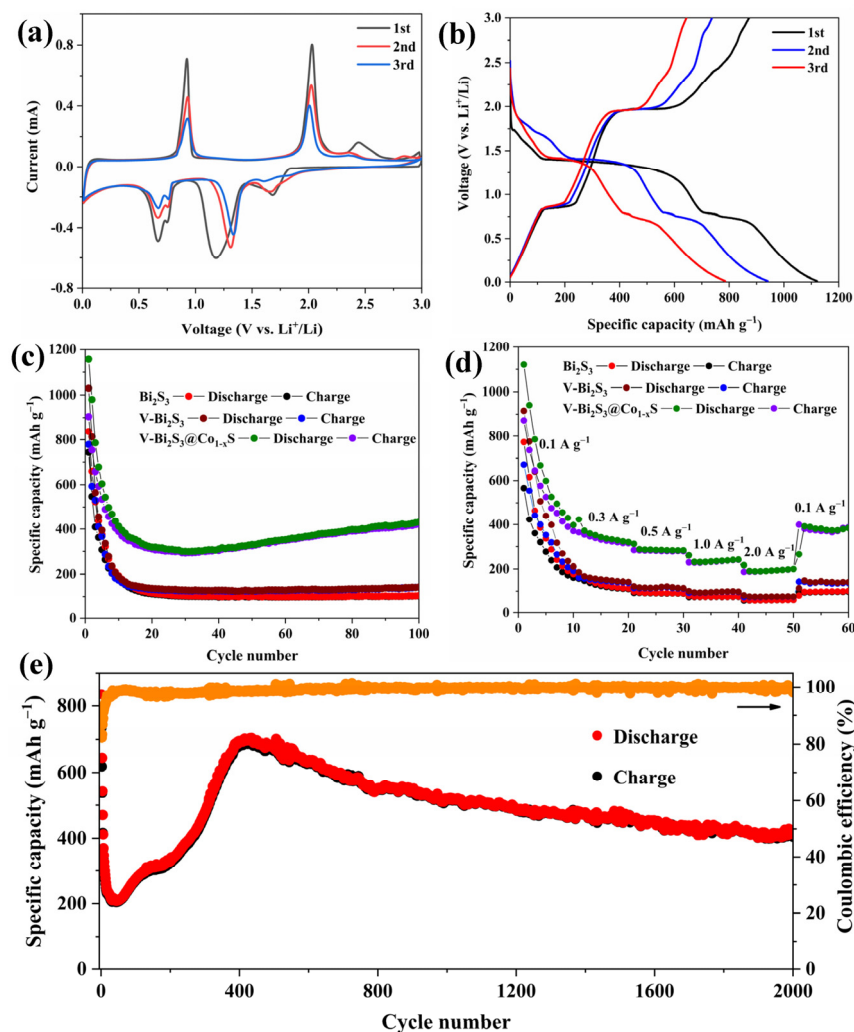 (a)
1st
2nd
3rd
Current (mA)
0.8
0.4
0.0
-0.4
-0.8
0.0 0.5 1.0 1.5 2.0 2.5 3.0
Voltage (V vs. Li⁺/Li)
(b)
1st
2nd
3rd
Voltage (V vs. Li⁺/Li)
3.0
2.5
2.0
1.5
1.0
0.5
0.0
0 200 400 600 800 1000 1200
Specific capacity (mAh g⁻¹)
(c)
Bi₂S₃ Discharge Charge
V-Bi₂S₃ Discharge Charge
V-Bi₂S₃@Co₁₋ₓS Discharge Charge
Specific capacity (mAh g⁻¹)
1200
1000
800
600
400
200
0
0 20 40 60 80 100
Cycle number
(d)
Bi₂S₃ Discharge Charge
V-Bi₂S₃ Discharge Charge
V-Bi₂S₃@Co₁₋ₓS Discharge Charge
0.1 A g⁻¹
0.3 A g⁻¹
0.5 A g⁻¹
1.0 A g⁻¹
2.0 A g⁻¹
0.1 A g⁻¹
Specific capacity (mAh g⁻¹)
1200
1000
800
600
400
200
0
0 10 20 30 40 50 60
Cycle number
(e)
Discharge
Charge
Specific capacity (mAh g⁻¹)
800
600
400
200
0
Coulombic efficiency (%)
100
80
60
40
20
0
0 400 800 1200 1600 2000
Cycle number